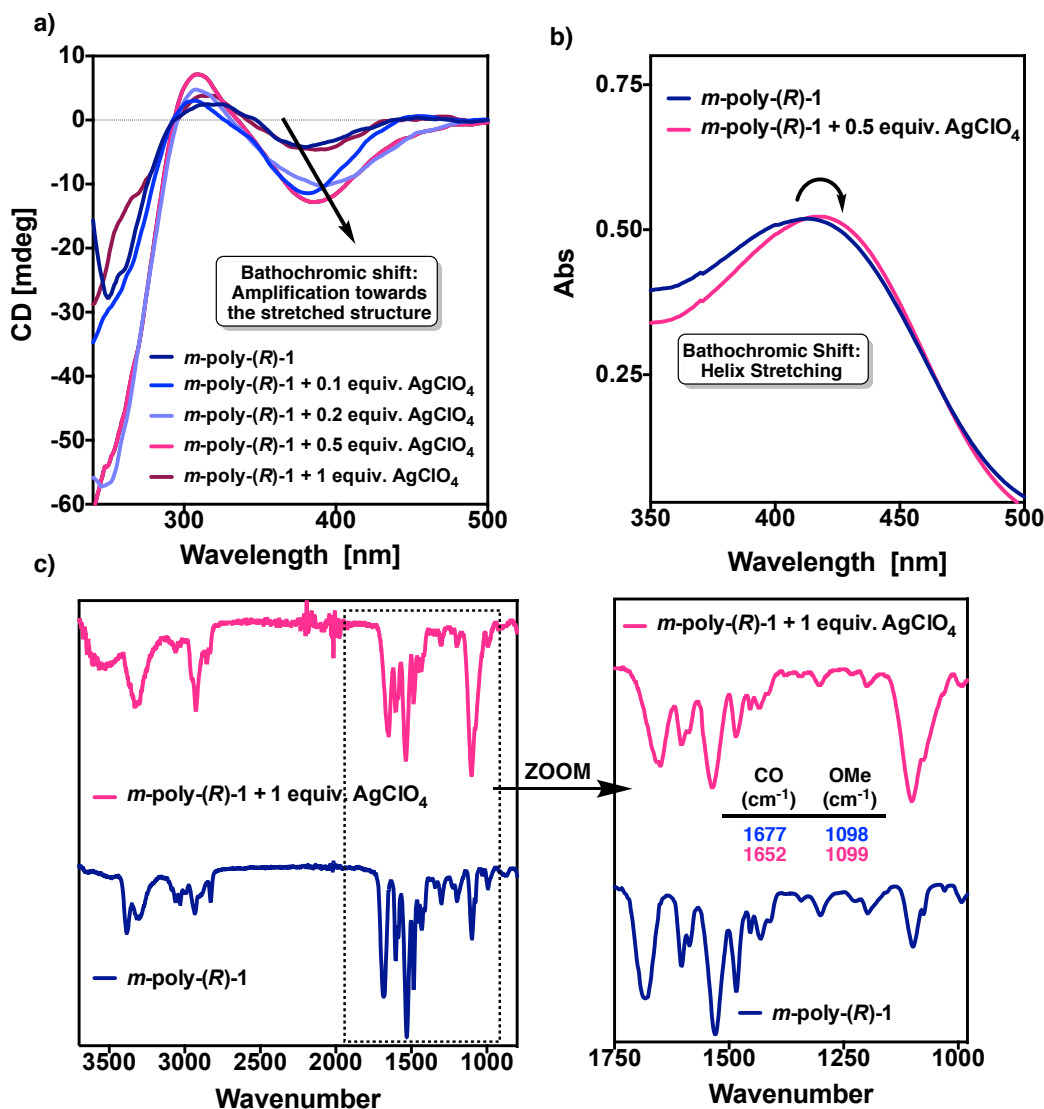 a)
10
0
-10
-20
-30
-40
-50
-60
CD [mdeg]
Bathochromic shift:
Amplification towards
the stretched structure
m-poly-(R)-1
m-poly-(R)-1 + 0.1 equiv. AgClO4
m-poly-(R)-1 + 0.2 equiv. AgClO4
m-poly-(R)-1 + 0.5 equiv. AgClO4
m-poly-(R)-1 + 1 equiv. AgClO4
300 400 500
Wavelength [nm]
b)
0.75
0.50
0.25
Abs
m-poly-(R)-1
m-poly-(R)-1 + 0.5 equiv. AgClO4
Bathochromic Shift:
Helix Stretching
350 400 450 500
Wavelength [nm]
c)
m-poly-(R)-1 + 1 equiv. AgClO4
m-poly-(R)-1
3500 3000 2500 2000 1500 1000
Wavenumber
ZOOM
m-poly-(R)-1 + 1 equiv. AgClO4
CO OMe
(cm-1) (cm-1)
1677 1098
1652 1099
m-poly-(R)-1
1750 1500 1250 1000
Wavenumber